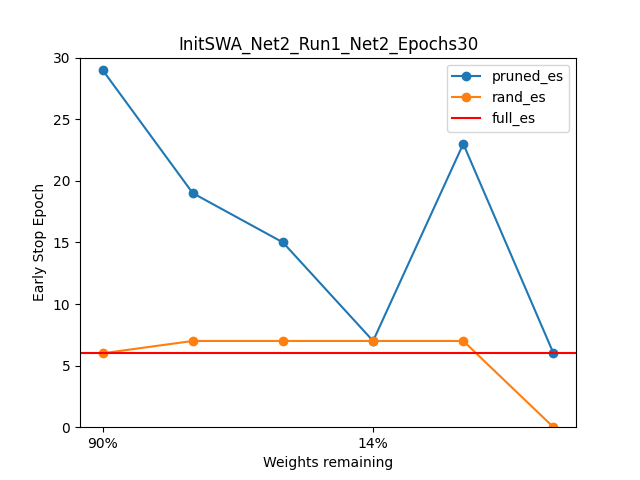 InitSWA_Net2_Run1_Net2_Epochs30
30
25
20
15
10
5
0
Early Stop Epoch
pruned_es
rand_es
full_es
90%
14%
Weights remaining